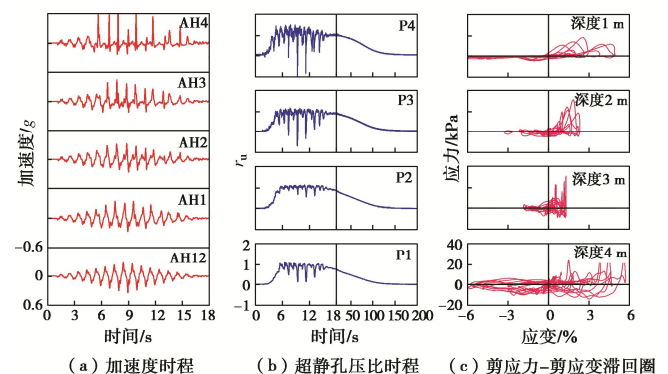 AH4
AH3
AH2
AH1
AH12
加速度/g
-0.6
0
0.6
0 3 6 9 12 15 18
时间/s
(a) 加速度时程
P4
P3
P2
P1
r_u
1
0
-1
0 6 12 18 50 100 150 200
时间/s
(b) 超静孔压比时程
深度1 m
深度2 m
深度3 m
深度4 m
应力/kPa
40
20
0
-20
-6 -3 0 3 6
应变/%
(c) 剪应力-剪应变滞回圈